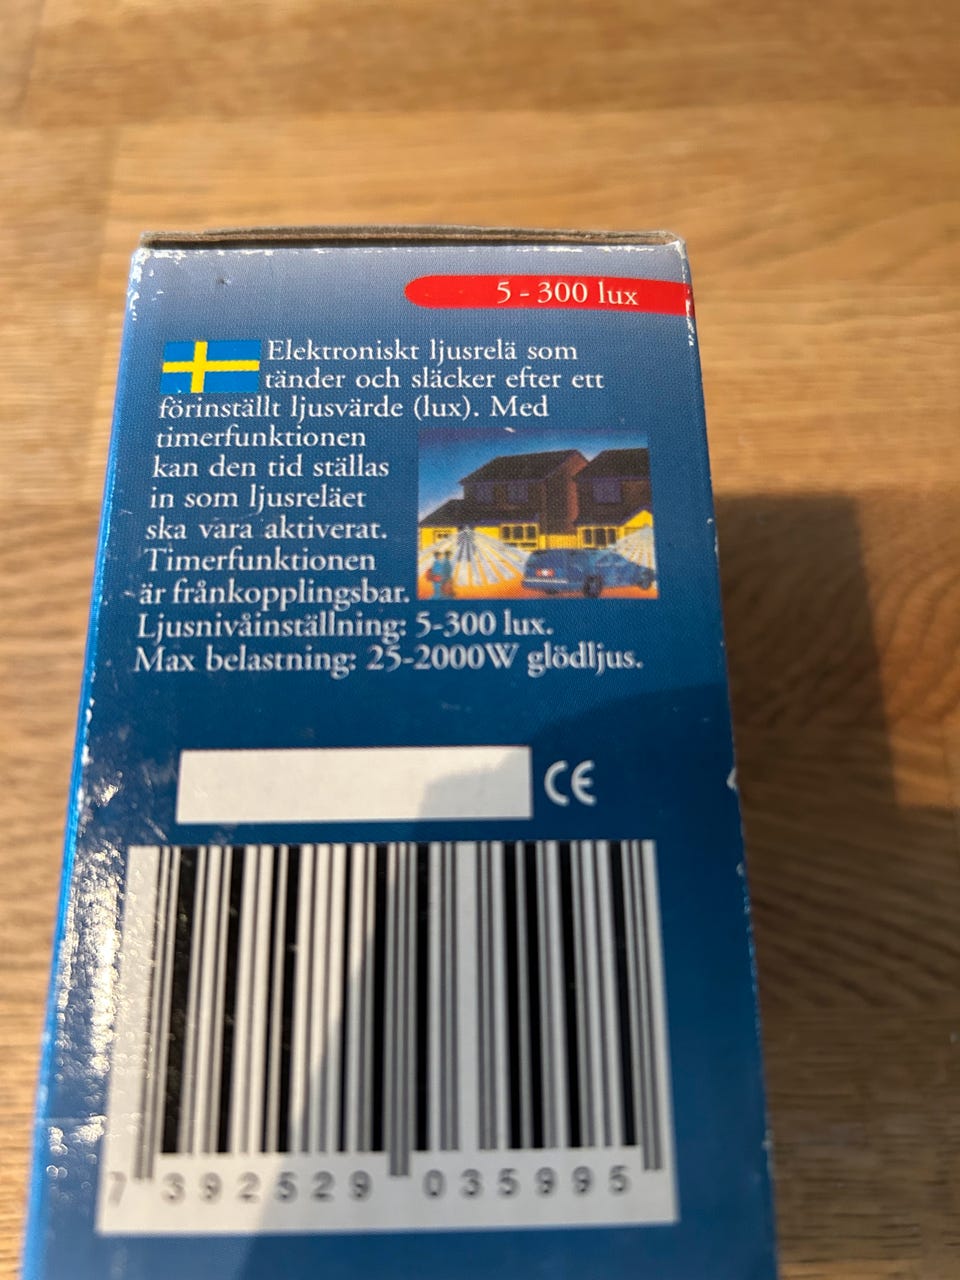 5 - 300 lux
Elektroniskt ljusrelä som
tänder och släcker efter ett
förinställt ljusvärde (lux). Med
timerfunktionen
kan den tid ställas
in som ljusreläet
ska vara aktiverat.
Timerfunktionen
är frånkopplingsbar.
Ljusnivåinställning: 5-300 lux.
Max belastning: 25-2000W glödljus.
CE
7 392529 035995